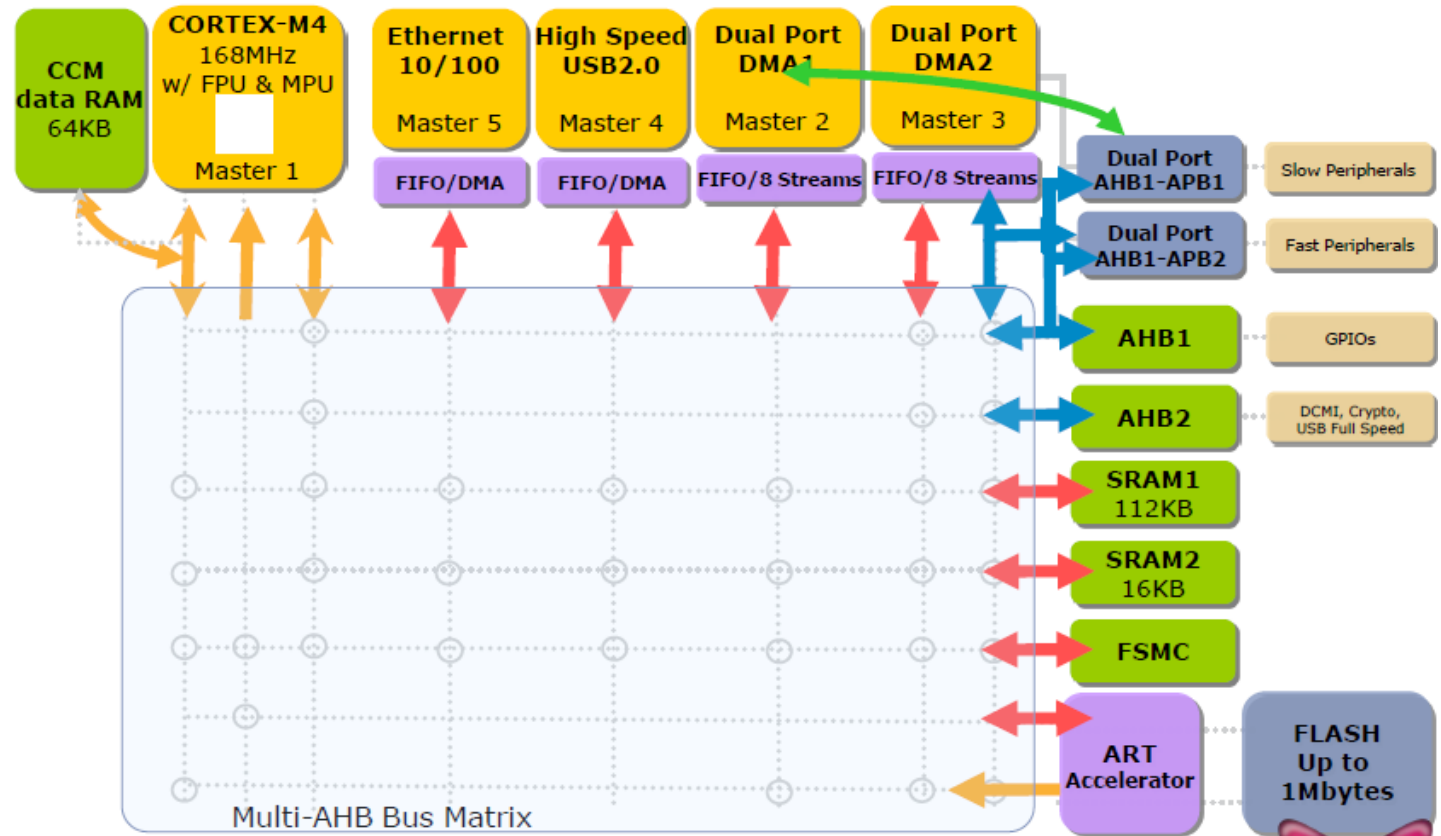 CCM
data RAM
64KB
CORTEX-M4
168MHz
w/ FPU & MPU
Master 1
Ethernet
10/100
Master 5
High Speed
USB2.0
Master 4
Dual Port
DMA1
Master 2
Dual Port
DMA2
Master 3
FIFO/DMA
FIFO/DMA
FIFO/8 Streams
FIFO/8 Streams
Dual Port
AHB1-APB1
Slow Peripherals
Dual Port
AHB1-APB2
Fast Peripherals
AHB1
GPIOs
AHB2
DCMI, Crypto,
USB Full Speed
SRAM1
112KB
SRAM2
16KB
FSMC
ART
Accelerator
FLASH
Up to
1Mbytes
Multi-AHB Bus Matrix